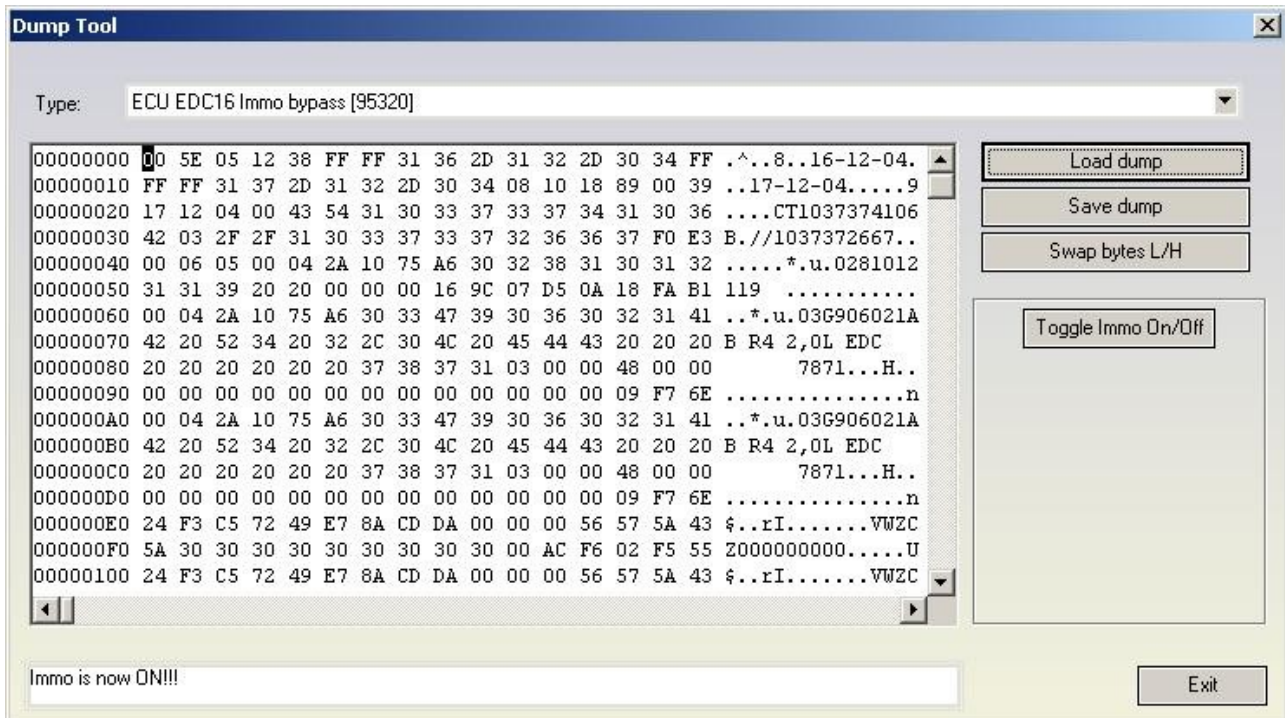 Dump Tool
Type: ECU EDC16 Immo bypass [95320]
00000000 00 5E 05 12 38 FF FF 31 36 2D 31 32 2D 30 34 FF .^..8..16-12-04.
00000010 FF FF 31 37 2D 31 32 2D 30 34 08 10 18 89 00 39 ..17-12-04.....9
00000020 17 12 04 00 43 54 31 30 33 37 33 37 34 31 30 36 ....CT1037374106
00000030 42 03 2F 2F 31 30 33 37 33 37 32 36 36 37 F0 E3 B.//1037372667..
00000040 00 06 05 00 04 2A 10 75 A6 30 32 38 31 30 31 32 .....*.u.0281012
00000050 31 31 39 20 20 00 00 00 16 9C 07 D5 0A 18 FA B1 119  ...........
00000060 00 04 2A 10 75 A6 30 33 47 39 30 36 30 32 31 41 ..*.u.03G906021A
00000070 42 20 52 34 20 32 2C 30 4C 20 45 44 43 20 20 20 B R4 2,0L EDC
00000080 20 20 20 20 20 20 37 38 37 31 03 00 00 48 00 00       7871...H..
00000090 00 00 00 00 00 00 00 00 00 00 00 00 00 09 F7 6E ...............n
000000A0 00 04 2A 10 75 A6 30 33 47 39 30 36 30 32 31 41 ..*.u.03G906021A
000000B0 42 20 52 34 20 32 2C 30 4C 20 45 44 43 20 20 20 B R4 2,0L EDC
000000C0 20 20 20 20 20 20 37 38 37 31 03 00 00 48 00 00       7871...H..
000000D0 00 00 00 00 00 00 00 00 00 00 00 00 00 09 F7 6E ...............n
000000E0 24 F3 C5 72 49 E7 8A CD DA 00 00 00 56 57 5A 43 $..rI.......VWZC
000000F0 5A 30 30 30 30 30 30 30 30 30 00 AC F6 02 F5 55 Z000000000.....U
00000100 24 F3 C5 72 49 E7 8A CD DA 00 00 00 56 57 5A 43 $..rI.......VWZC
Load dump
Save dump
Swap bytes L/H
Toggle Immo On/Off
Immo is now ON!!!
Exit